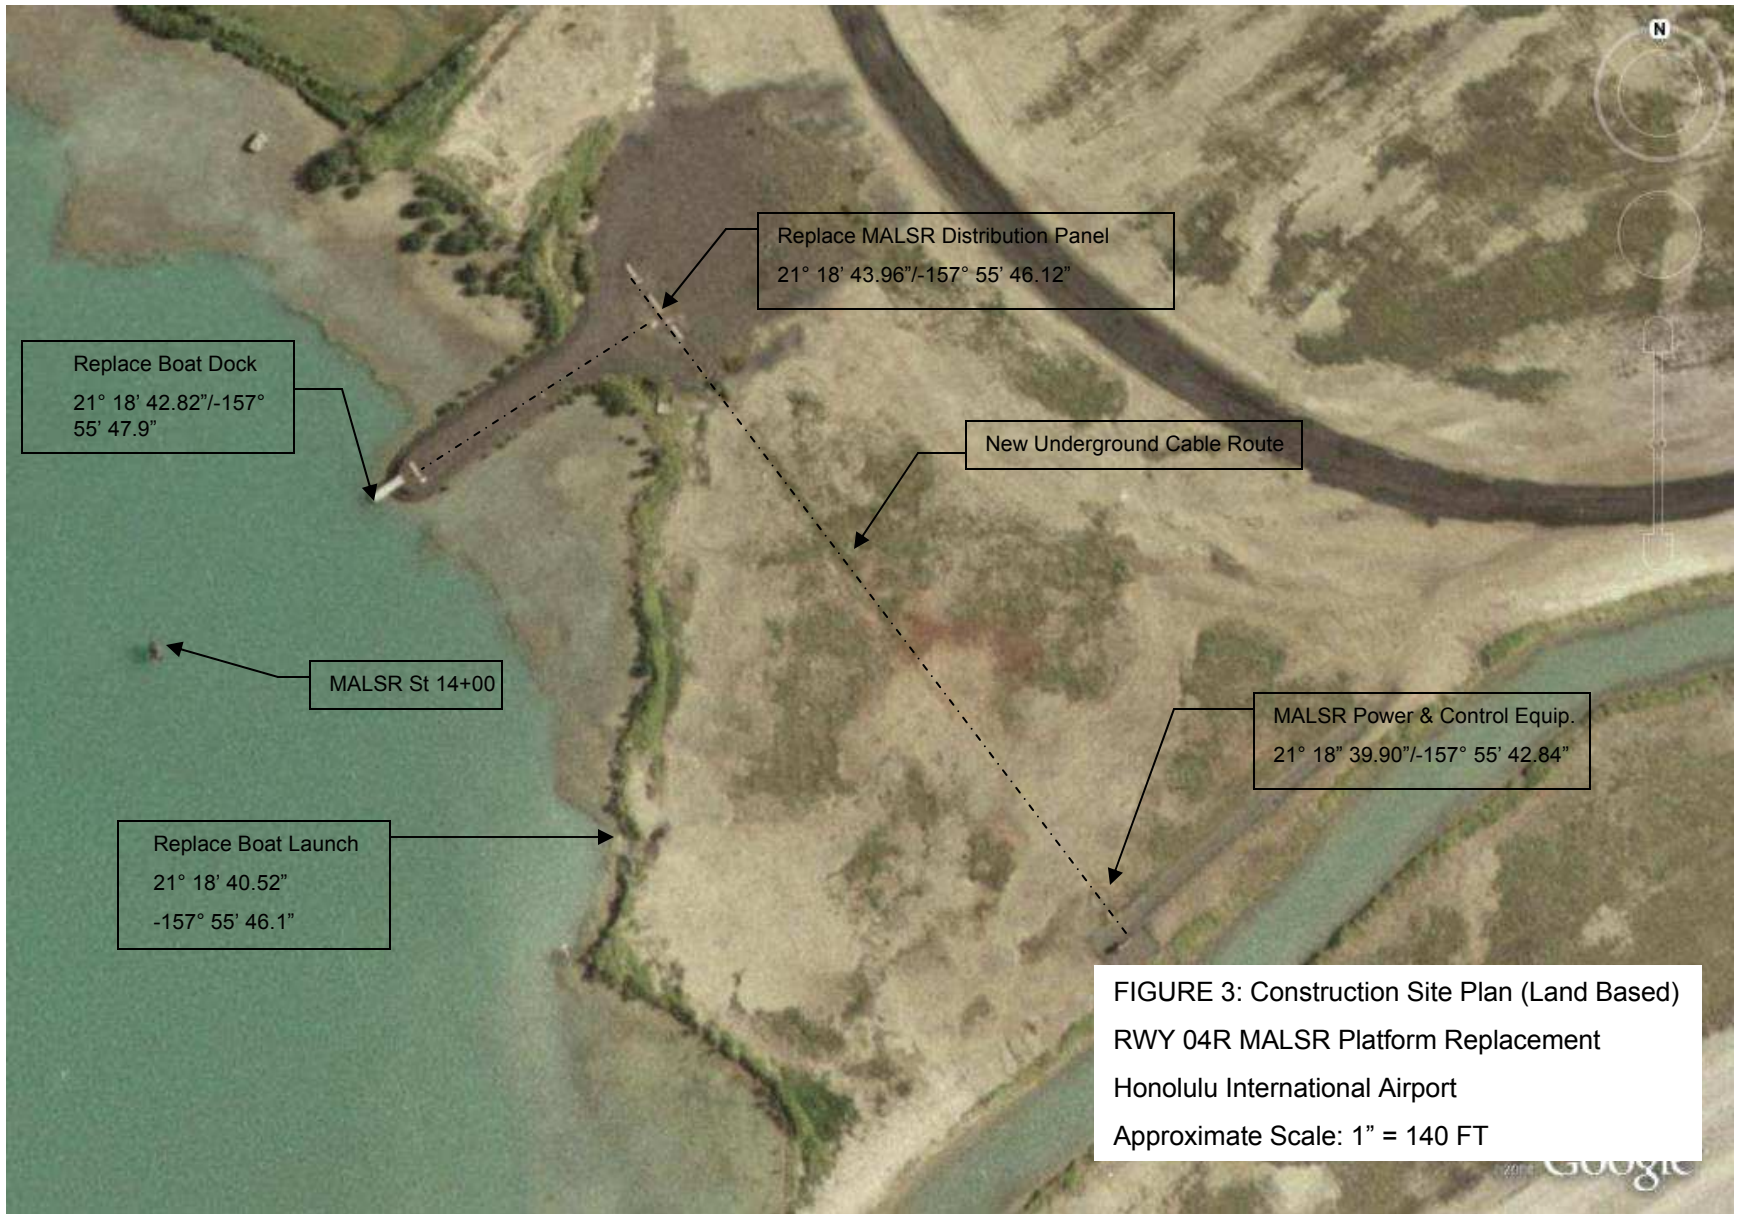 N
Replace MALSR Distribution Panel
21° 18’ 43.96”/-157° 55’ 46.12”
Replace Boat Dock
21° 18’ 42.82”/-157°
55’ 47.9”
New Underground Cable Route
MALSR St 14+00
MALSR Power & Control Equip.
21° 18” 39.90”/-157° 55’ 42.84”
Replace Boat Launch
21° 18’ 40.52”
-157° 55’ 46.1”
FIGURE 3: Construction Site Plan (Land Based)
RWY 04R MALSR Platform Replacement
Honolulu International Airport
Approximate Scale: 1” = 140 FT
Google